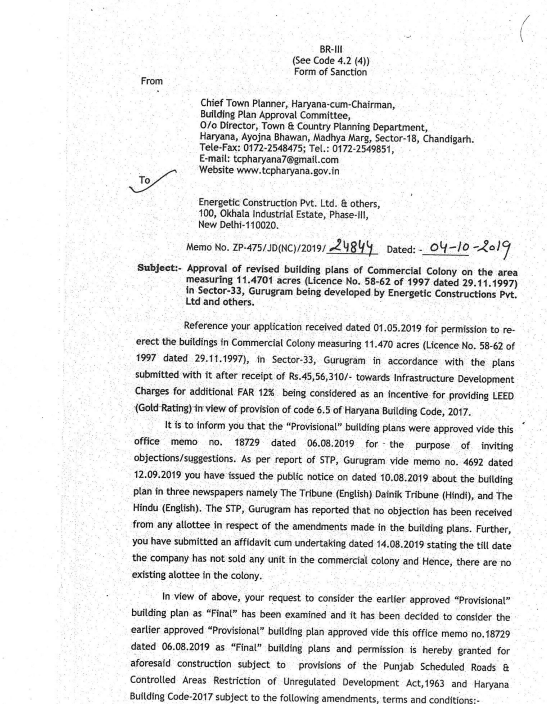 BR-III
(See Code 4.2 (4))
Form of Sanction
From
Chief Town Planner, Haryana-cum-Chairman,
Building Plan Approval Committee,
O/o Director, Town & Country Planning Department,
Haryana, Ayojna Bhawan, Madhya Marg, Sector-18, Chandigarh.
Tele-Fax: 0172-2548475; Tel.: 0172-2549851,
E-mail: tcpharyana7@gmail.com
Website www.tcpharyana.gov.in
To
Energetic Construction Pvt. Ltd. & others,
100, Okhala Industrial Estate, Phase-III,
New Delhi-110020.
Memo No. ZP-475/JD(NC)/2019/ 24844 Dated: - 04-10-2019
Subject:- Approval of revised building plans of Commercial Colony on the area
measuring 11.4701 acres (Licence No. 58-62 of 1997 dated 29.11.1997)
in Sector-33, Gurugram being developed by Energetic Constructions Pvt.
Ltd and others.
Reference your application received dated 01.05.2019 for permission to re-
erect the buildings in Commercial Colony measuring 11.470 acres (Licence No. 58-62 of
1997 dated 29.11.1997), in Sector-33, Gurugram in accordance with the plans
submitted with it after receipt of Rs.45,56,310/- towards Infrastructure Development
Charges for additional FAR 12% being considered as an incentive for providing LEED
(Gold Rating) in view of provision of code 6.5 of Haryana Building Code, 2017.
It is to inform you that the “Provisional” building plans were approved vide this
office memo no. 18729 dated 06.08.2019 for the purpose of inviting
objections/suggestions. As per report of STP, Gurugram vide memo no. 4692 dated
12.09.2019 you have issued the public notice on dated 10.08.2019 about the building
plan in three newspapers namely The Tribune (English) Dainik Tribune (Hindi), and The
Hindu (English). The STP, Gurugram has reported that no objection has been received
from any allottee in respect of the amendments made in the building plans. Further,
you have submitted an affidavit cum undertaking dated 14.08.2019 stating the till date
the company has not sold any unit in the commercial colony and Hence, there are no
existing alottee in the colony.
In view of above, your request to consider the earlier approved “Provisional”
building plan as “Final” has been examined and it has been decided to consider the
earlier approved “Provisional” building plan approved vide this office memo no.18729
dated 06.08.2019 as “Final” building plans and permission is hereby granted for
aforesaid construction subject to provisions of the Punjab Scheduled Roads &
Controlled Areas Restriction of Unregulated Development Act,1963 and Haryana
Building Code-2017 subject to the following amendments, terms and conditions:-